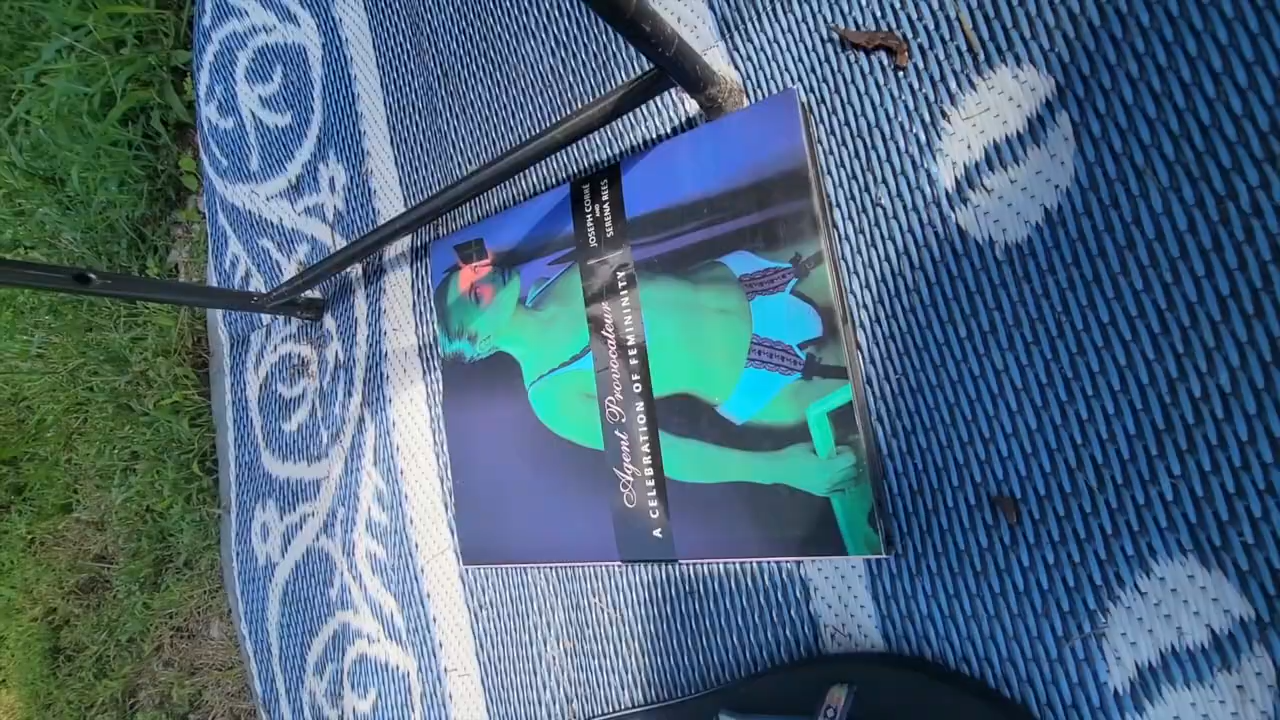 Agent Provocateur
A CELEBRATION OF FEMININITY
JOSEPH CORRÉ
AND
SERENA REES